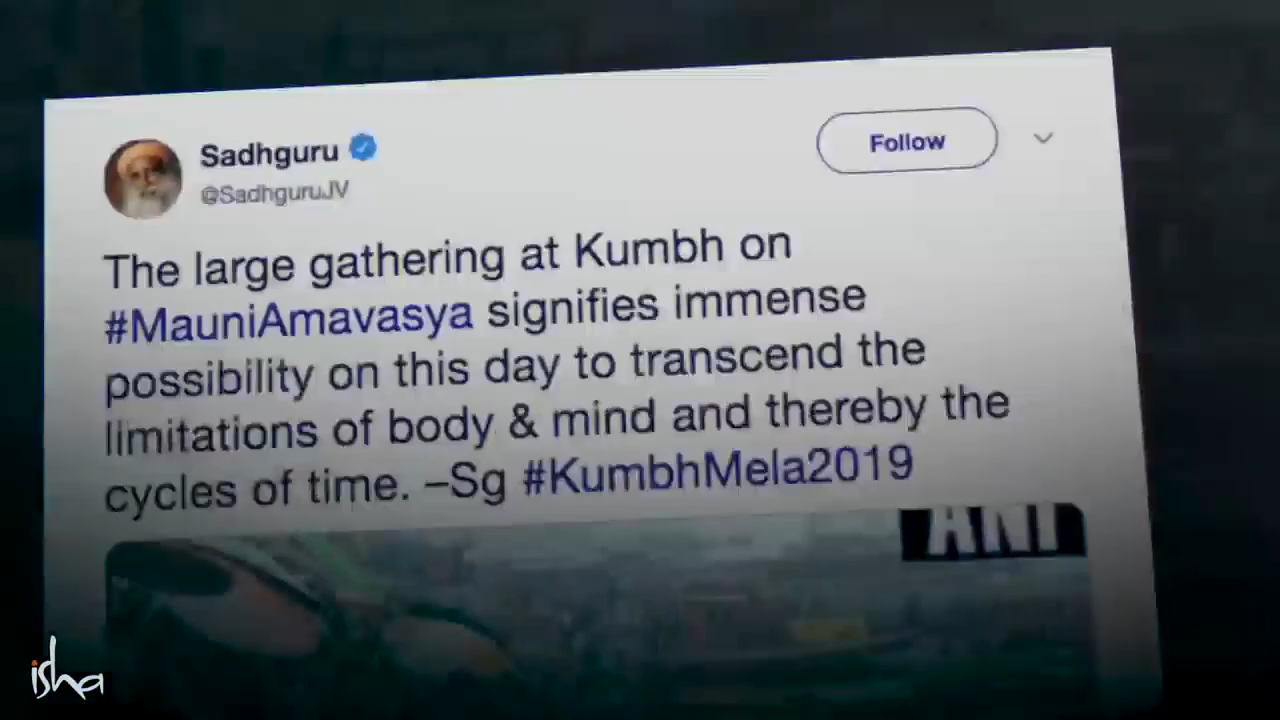 Sadhguru
@SadhguruJV
Follow
The large gathering at Kumbh on
#MauniAmavasya signifies immense
possibility on this day to transcend the
limitations of body & mind and thereby the
cycles of time. –Sg #KumbhMela2019
ANI
isha